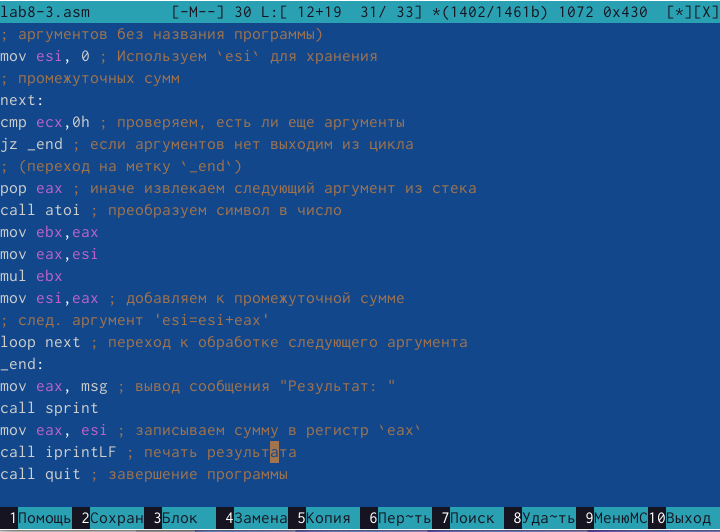 lab8-3.asm [-M--] 30 L:[ 12+19 31/ 33] *(1402/1461b) 1072 0x430 [*][X]
; аргументов без названия программы)
mov esi, 0 ; Используем `esi` для хранения
; промежуточных сумм
next:
cmp ecx,0h ; проверяем, есть ли еще аргументы
jz _end ; если аргументов нет выходим из цикла
; (переход на метку `_end`)
pop eax ; иначе извлекаем следующий аргумент из стека
call atoi ; преобразуем символ в число
mov ebx,eax
mov eax,esi
mul ebx
mov esi,eax ; добавляем к промежуточной сумме
; след. аргумент 'esi=esi+eax'
loop next ; переход к обработке следующего аргумента
_end:
mov eax, msg ; вывод сообщения "Результат: "
call sprint
mov eax, esi ; записываем сумму в регистр `eax`
call iprintLF ; печать результата
call quit ; завершение программы
1Помощь 2Сохран 3Блок 4Замена 5Копия 6Пер~ть 7Поиск 8Уда~ть 9МенюMC 10Выход